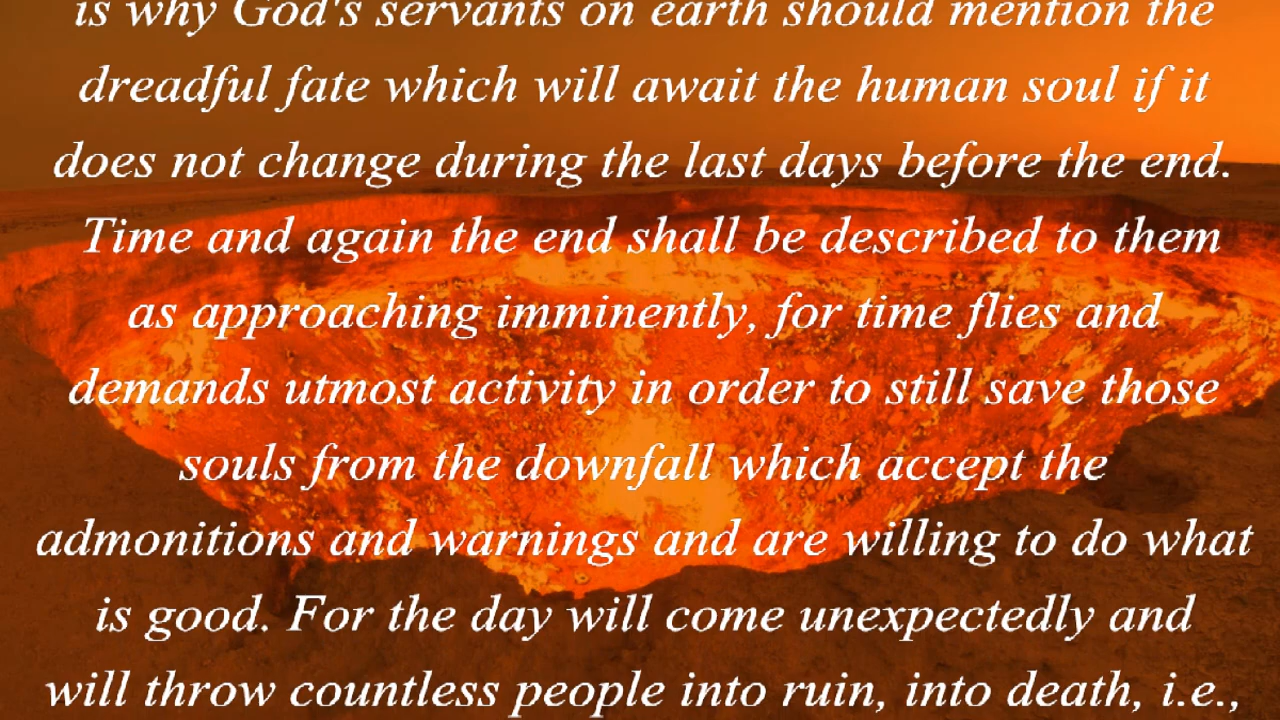 is why God's servants on earth should mention the
dreadful fate which will await the human soul if it
does not change during the last days before the end.
Time and again the end shall be described to them
as approaching imminently, for time flies and
demands utmost activity in order to still save those
souls from the downfall which accept the
admonitions and warnings and are willing to do what
is good. For the day will come unexpectedly and
will throw countless people into ruin, into death, i.e.,